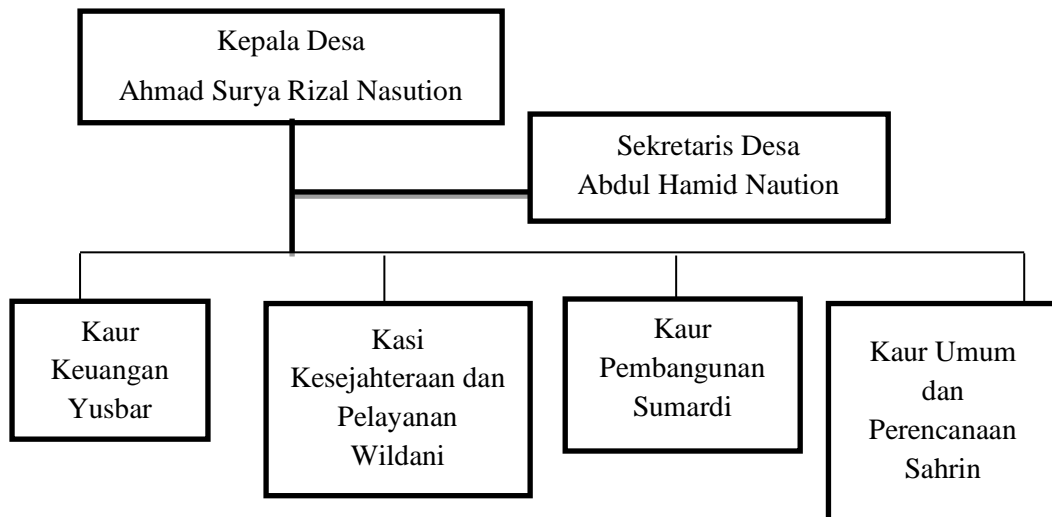 Kepala Desa
Ahmad Surya Rizal Nasution
Sekretaris Desa
Abdul Hamid Naution
Kaur
Keuangan
Yusbar
Kasi
Kesejahteraan dan
Pelayanan
Wildani
Kaur
Pembangunan
Sumardi
Kaur Umum
dan
Perencanaan
Sahrin